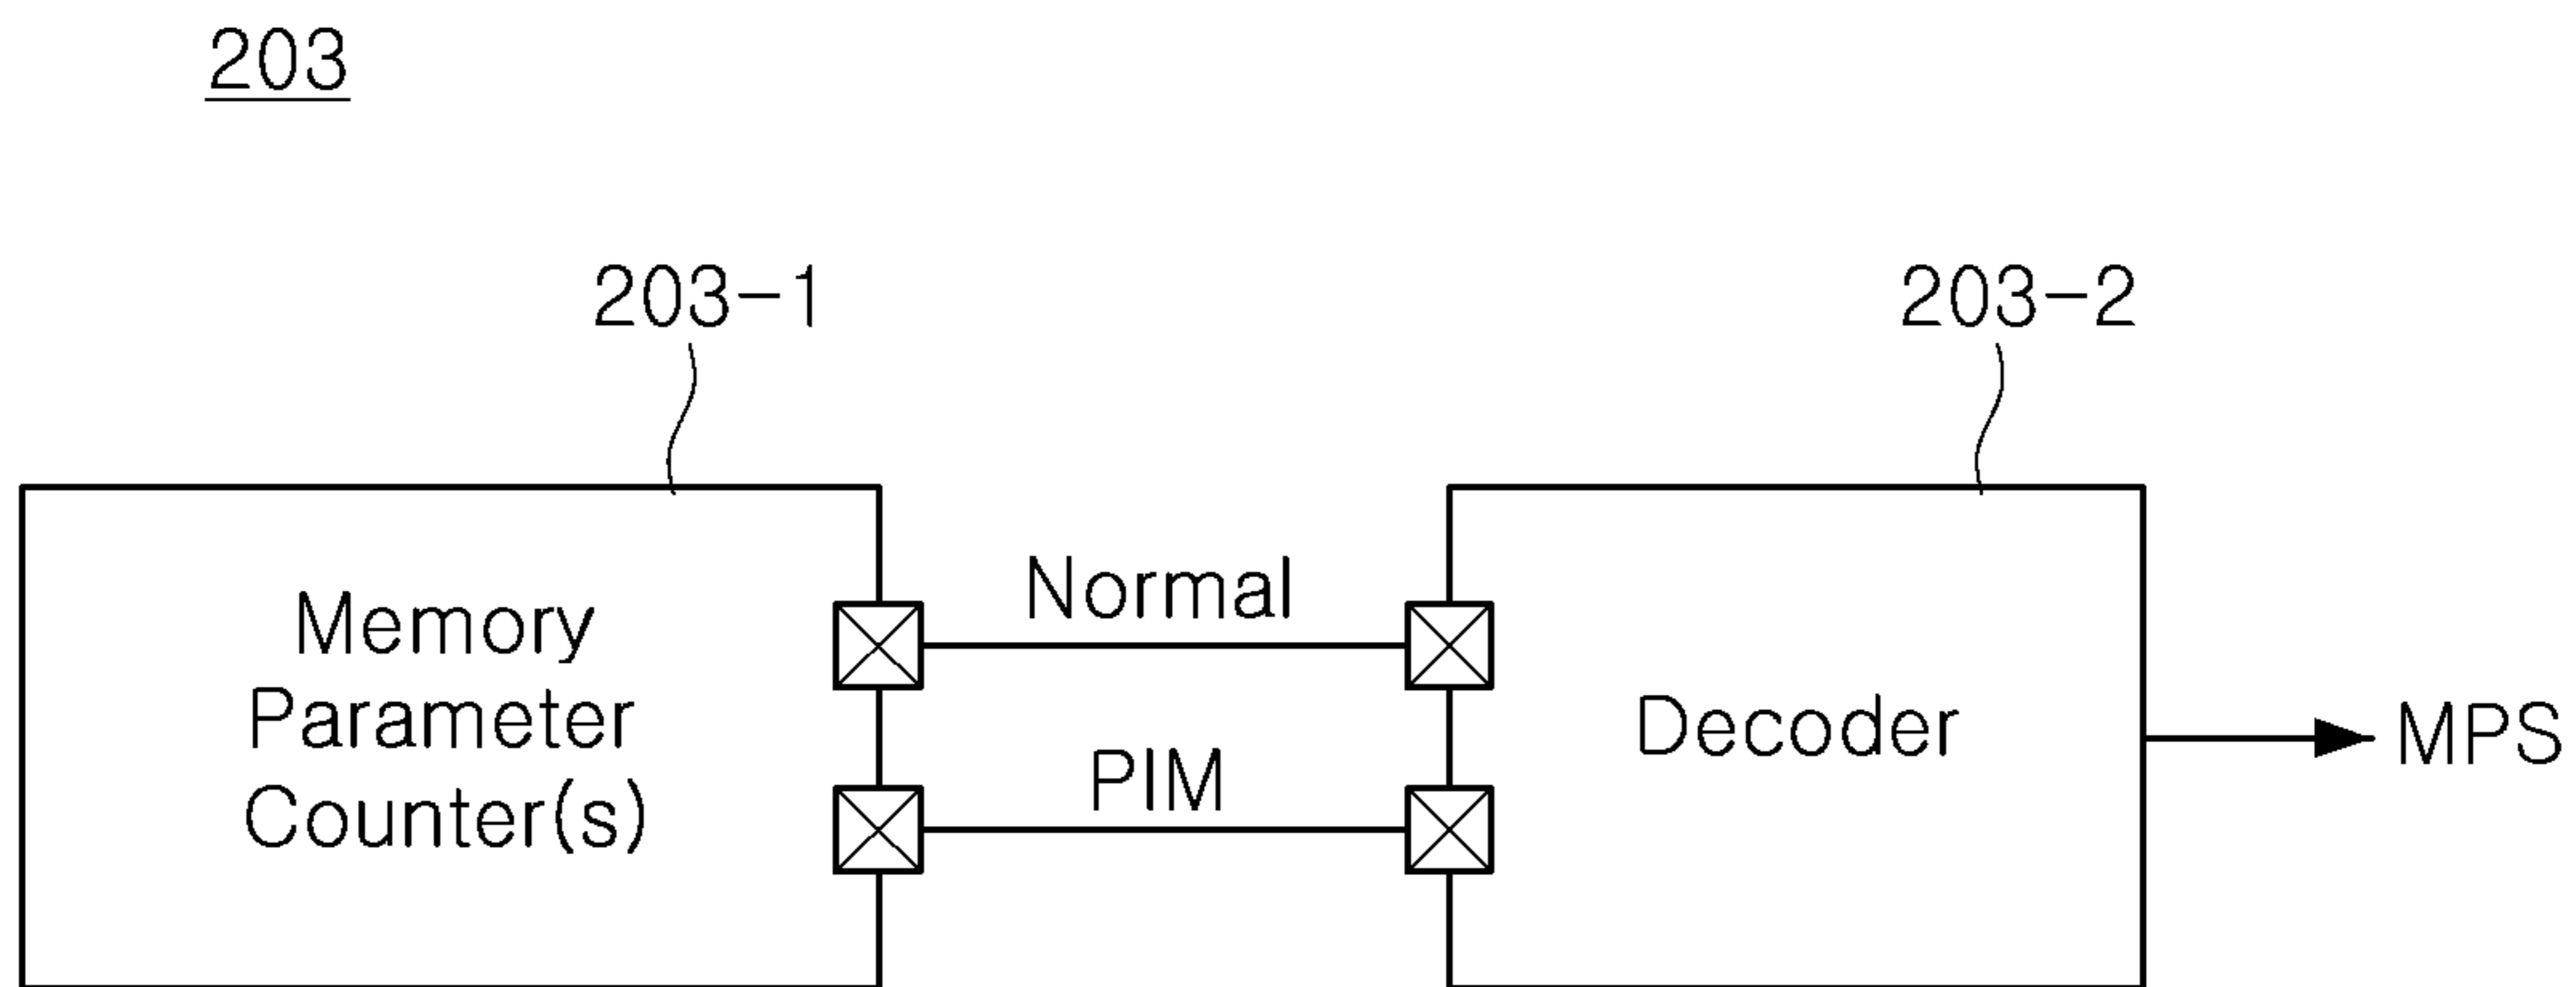 203
203-1
203-2
Normal
Memory
Parameter
Counter(s)
PIM
Decoder
MPS